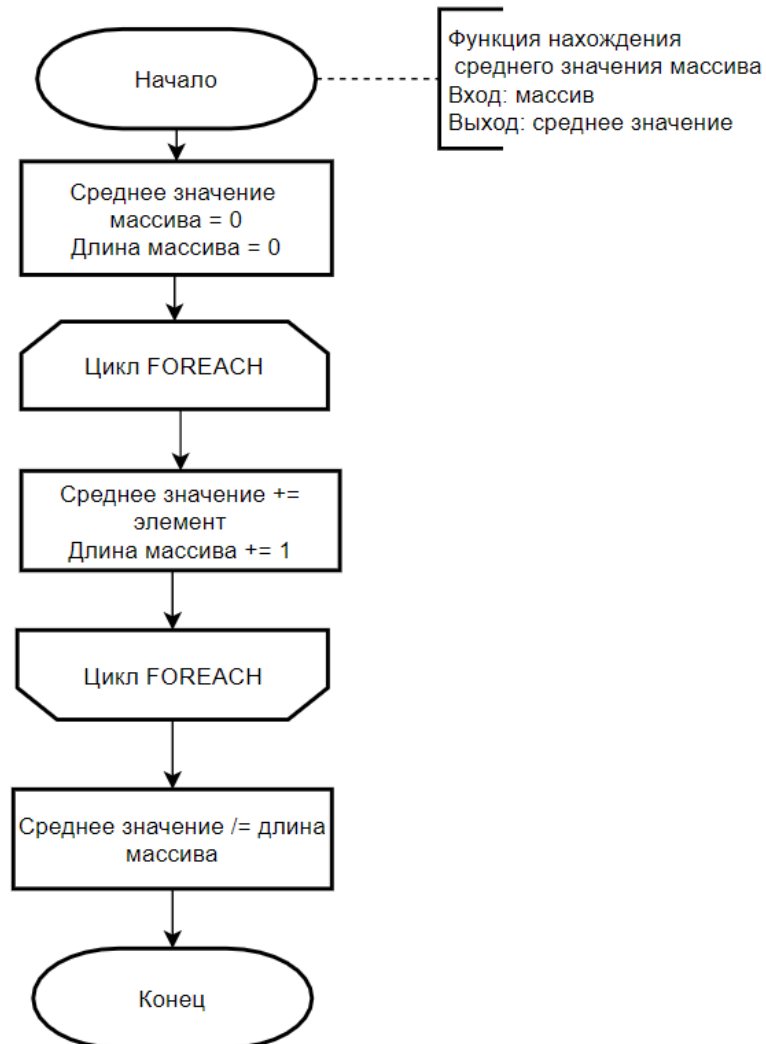 Начало
Функция нахождения
среднего значения массива
Вход: массив
Выход: среднее значение
Среднее значение
массива = 0
Длина массива = 0
Цикл FOREACH
Среднее значение +=
элемент
Длина массива += 1
Цикл FOREACH
Среднее значение /= длина
массива
Конец